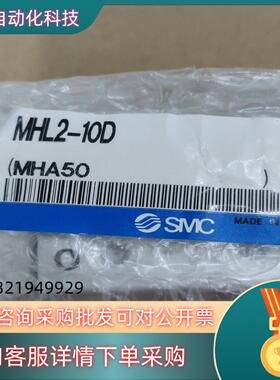 自动化科技
MHL2-10D
(MHA50 )
SMC
MADE
321949929
咨询采购批发可对公开票
客服详情下单采购